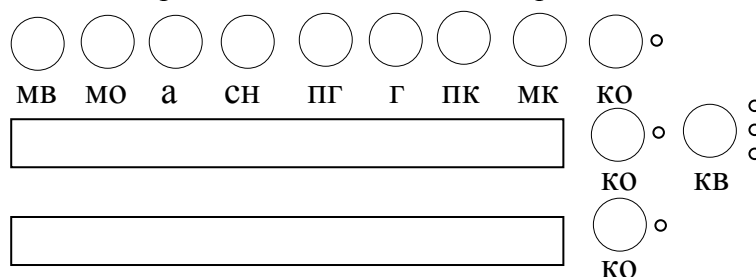 мв мо а сн пг г пк мк ко
ко кв
ко